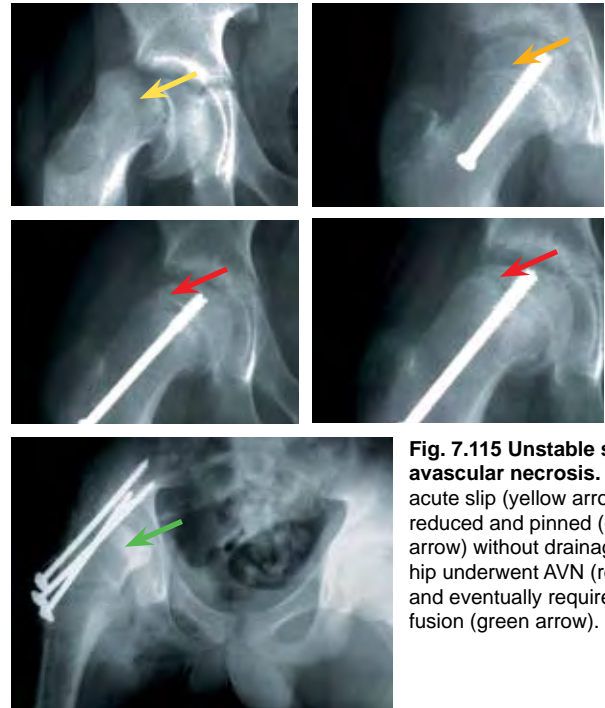 Fig. 7.115 Unstable s
avascular necrosis.
acute slip (yellow arro
reduced and pinned (
arrow) without drainag
hip underwent AVN (r
and eventually require
fusion (green arrow).